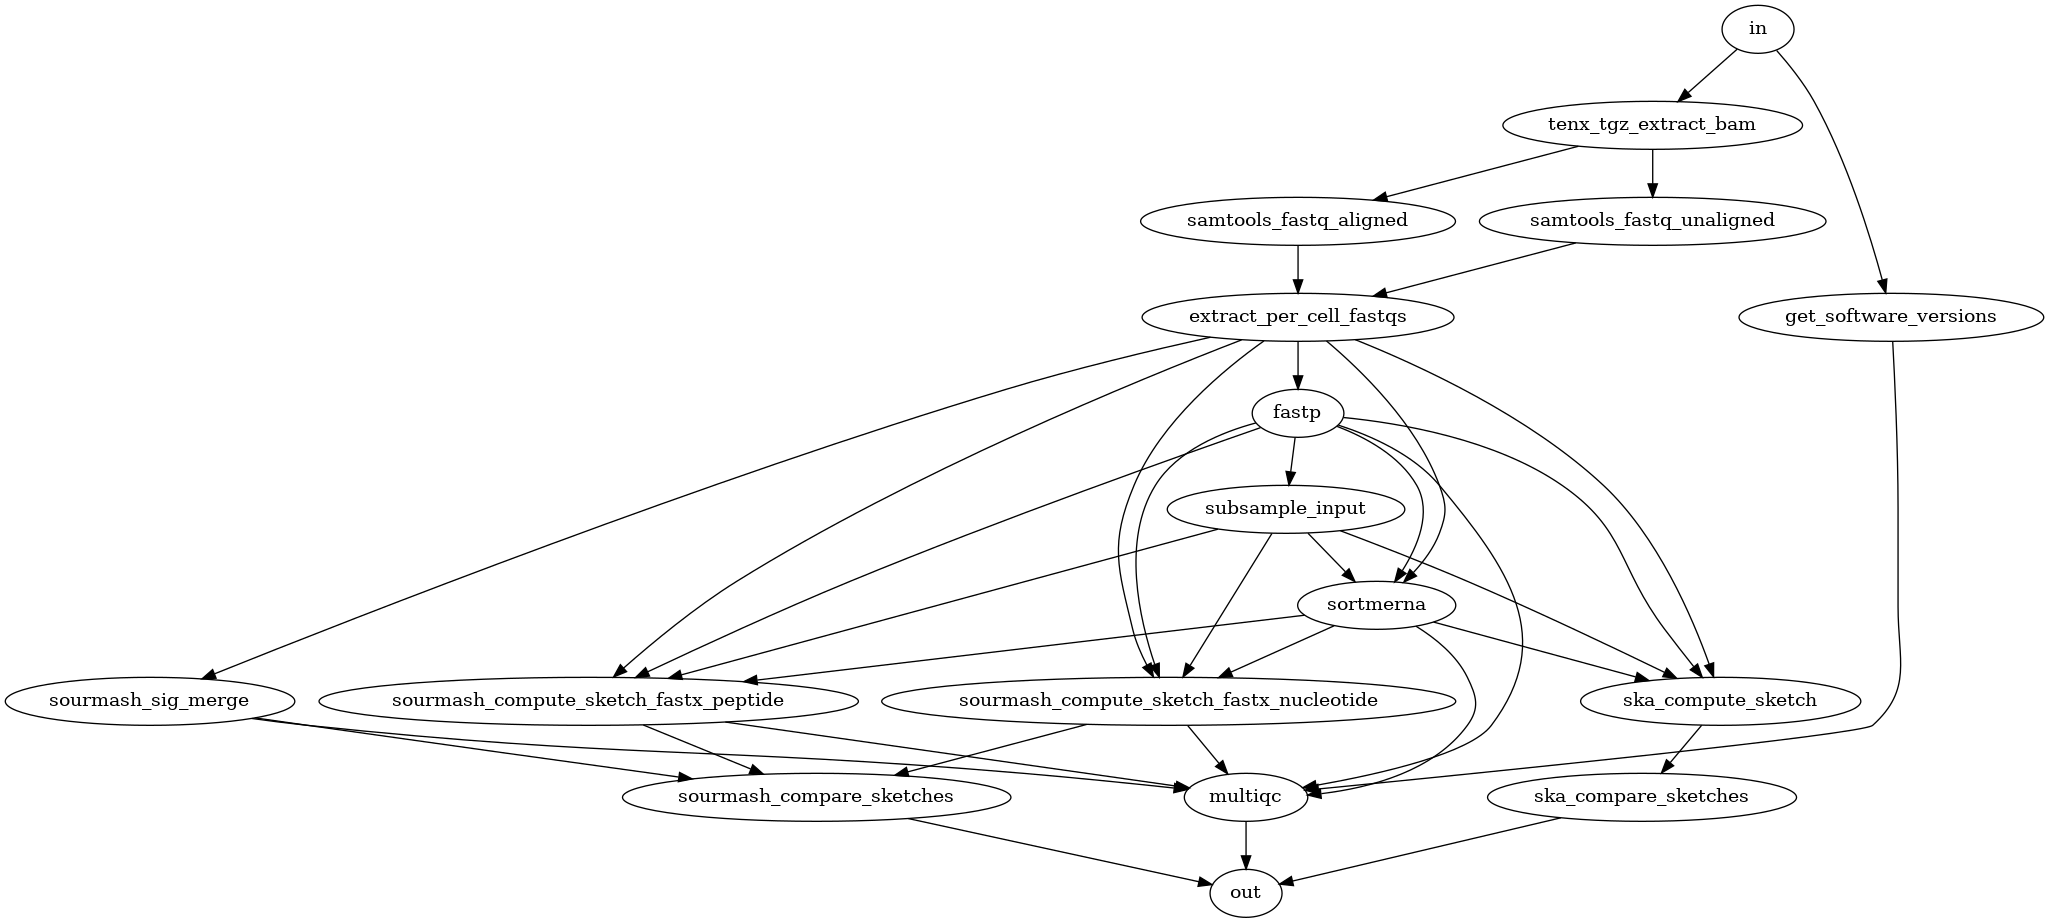 in
tenx_tgz_extract_bam
samtools_fastq_aligned
samtools_fastq_unaligned
extract_per_cell_fastqs
get_software_versions
fastp
subsample_input
sortmerna
sourmash_sig_merge
sourmash_compute_sketch_fastx_peptide
sourmash_compute_sketch_fastx_nucleotide
ska_compute_sketch
sourmash_compare_sketches
multiqc
ska_compare_sketches
out